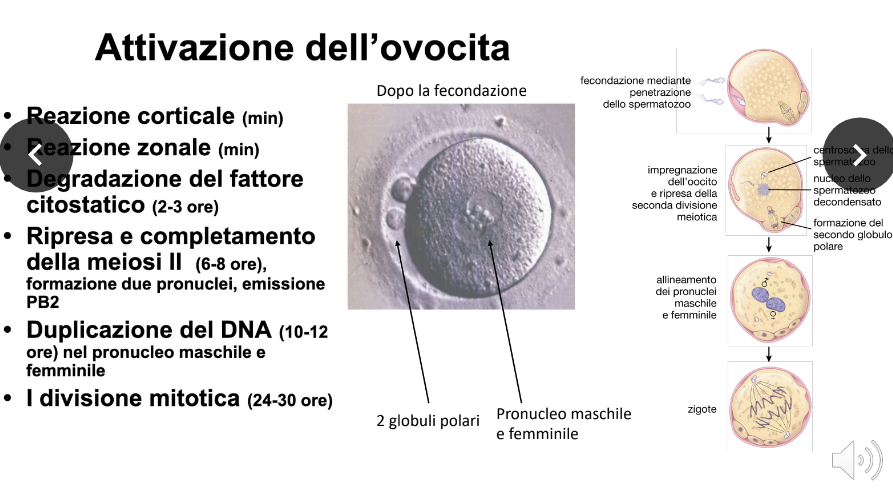 Attivazione dell’ovocita
• Reazione corticale (min)
• Reazione zonale (min)
• Degradazione del fattore
citostatico (2-3 ore)
• Ripresa e completamento
della meiosi II (6-8 ore),
formazione due pronuclei, emissione
PB2
• Duplicazione del DNA (10-12
ore) nel pronucleo maschile e
femminile
• I divisione mitotica (24-30 ore)
Dopo la fecondazione
2 globuli polari
Pronucleo maschile
e femminile
fecondazione mediante
penetrazione
dello spermatozoo
impregnazione
dell'oocito
e ripresa della
seconda divisione
meiotica
centrosoma dello
spermatozoo
nucleo dello
spermatozoo
decondensato
formazione del
secondo globulo
polare
allineamento
dei pronuclei
maschile
e femminile
♂
♀
zigote